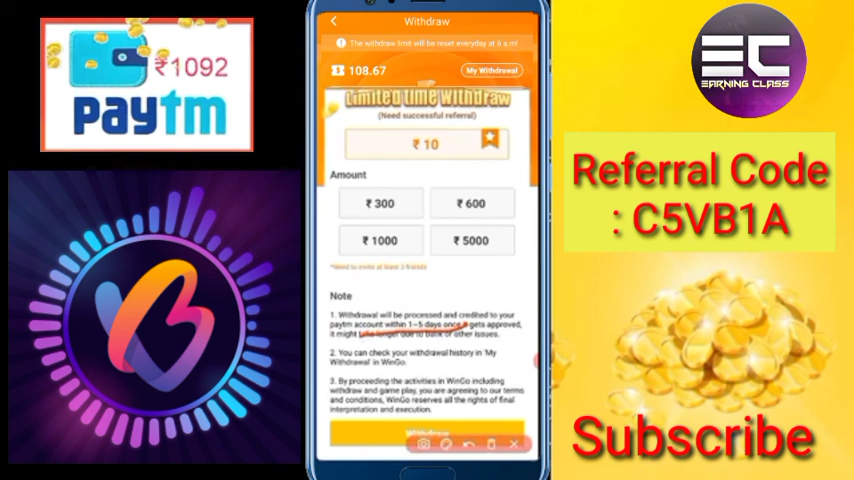 ₹1092
paytm
Withdraw
The withdraw limit will be reset everyday at 6 a.m!
108.67
My Withdrawal
Limited time Withdraw
(Need successful referral)
₹ 10
Amount
₹ 300
₹ 600
₹ 1000
₹ 5000
*Need to invite at least 3 friends
Note
1. Withdrawal will be processed and credited to your
paytm account within 1~5 days once it gets approved,
it might take longer due to bank or other issues.
2. You can check your withdrawal history in 'My
Withdrawal' in WinGo.
3. By proceeding the activities in WinGo including
withdraw and game play, you are agreeing to our terms
and conditions, WinGo reserves all the rights of final
interpretation and execution.
Withdraw
EC
EARNING CLASS
Referral Code
: C5VB1A
Subscribe